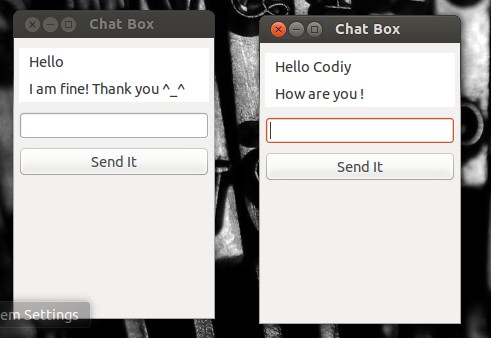 Chat Box
Hello
I am fine! Thank you ^_^
Send It
em Settings
Chat Box
Hello Codiy
How are you !
Send It